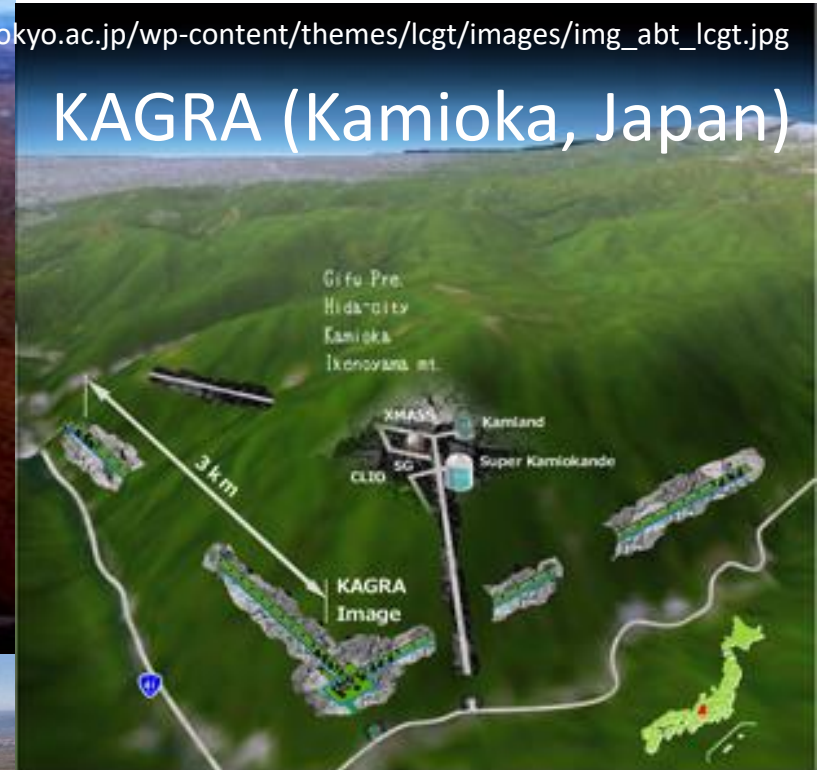 okyo.ac.jp/wp-content/themes/lcgt/images/img_abt_lcgt.jpg
KAGRA (Kamioka, Japan)
Gifu Pre.
Hida-city
Kamioka
Ikenoyama mt.
XMASS
Kamland
SG
Super Kamiokande
CLIO
3km
KAGRA
Image
41